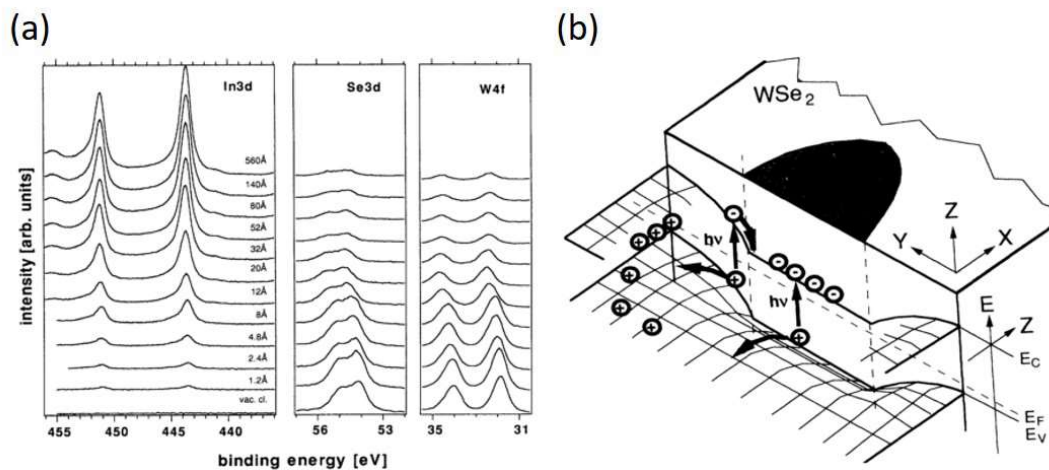 (a)
(b)
In3d
Se3d
W4f
intensity [arb. units]
560Å
140Å
80Å
52Å
32Å
20Å
12Å
8Å
4.8Å
2.4Å
1.2Å
vac. cl.
455 450 445 440
56 53
35 31
binding energy [eV]
WSe2
Z
Y
X
hν
hν
E
Z
EC
EF
EV